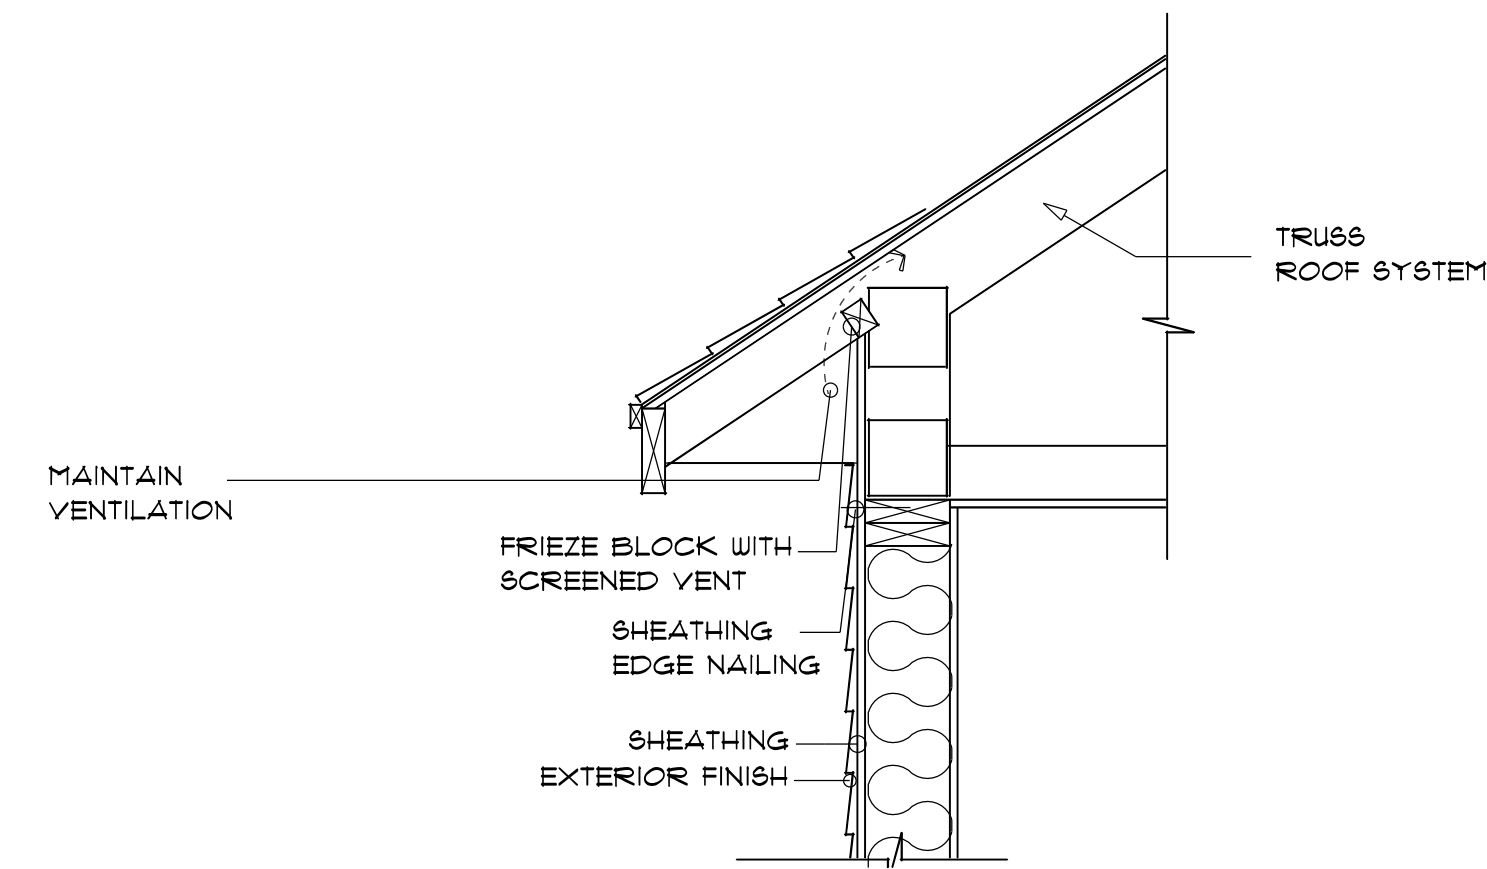 TRUSS
ROOF SYSTEM
MAINTAIN
VENTILATION
FRIEZE BLOCK WITH
SCREENED VENT
SHEATHING
EDGE NAILING
SHEATHING
EXTERIOR FINISH